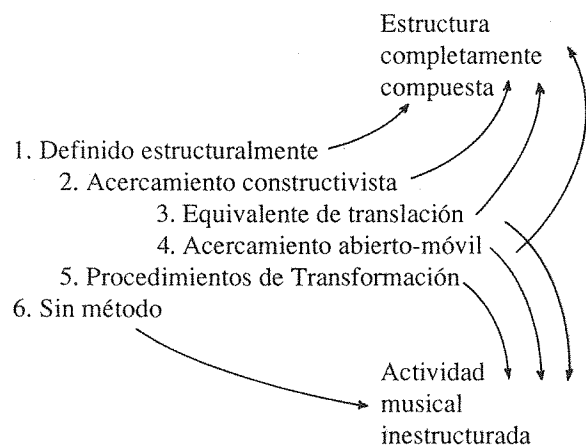 Estructura
completamente
compuesta
1. Definido estructuralmente
2. Acercamiento constructivista
3. Equivalente de translación
4. Acercamiento abierto-móvil
5. Procedimientos de Transformación
6. Sin método
Actividad
musical
inestructurada